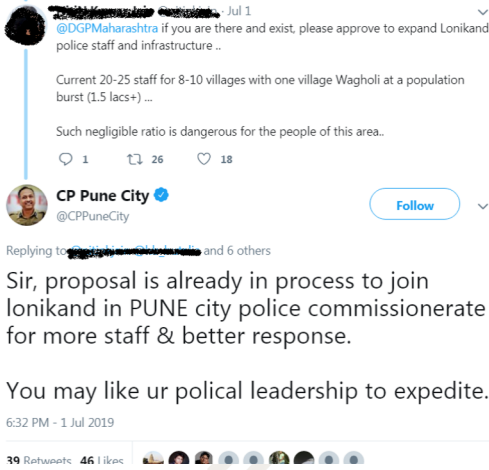 Jul 1
@DGPMaharashtra if you are there and exist, please approve to expand Lonikand
police staff and infrastructure ..
Current 20-25 staff for 8-10 villages with one village Wagholi at a population
burst (1.5 lacs+) ...
Such negligible ratio is dangerous for the people of this area..
1 26 18
CP Pune City
@CPPuneCity
Follow
Replying to and 6 others
Sir, proposal is already in process to join
lonikand in PUNE city police commissionerate
for more staff & better response.
You may like ur polical leadership to expedite.
6:32 PM - 1 Jul 2019
39 Retweets 46 Likes